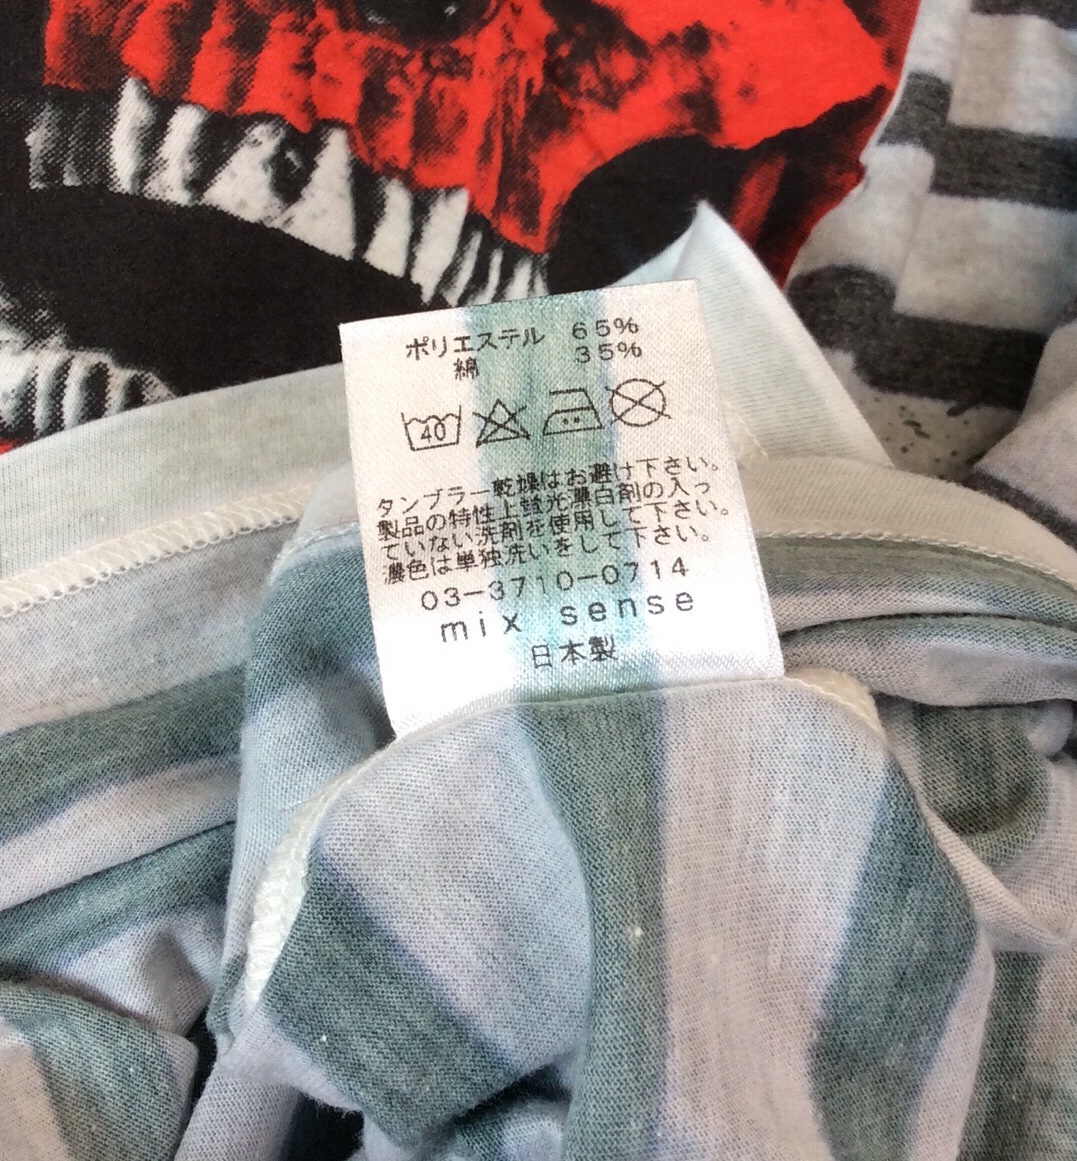 ポリエステル 65%
綿 35%
40
タンブラー乾燥はお避け下さい。
製品の特性上蛍光漂白剤の入っ
ていない洗剤を使用して下さい。
濃色は単独洗いをして下さい。
03-3710-0714
mix sense
日本製